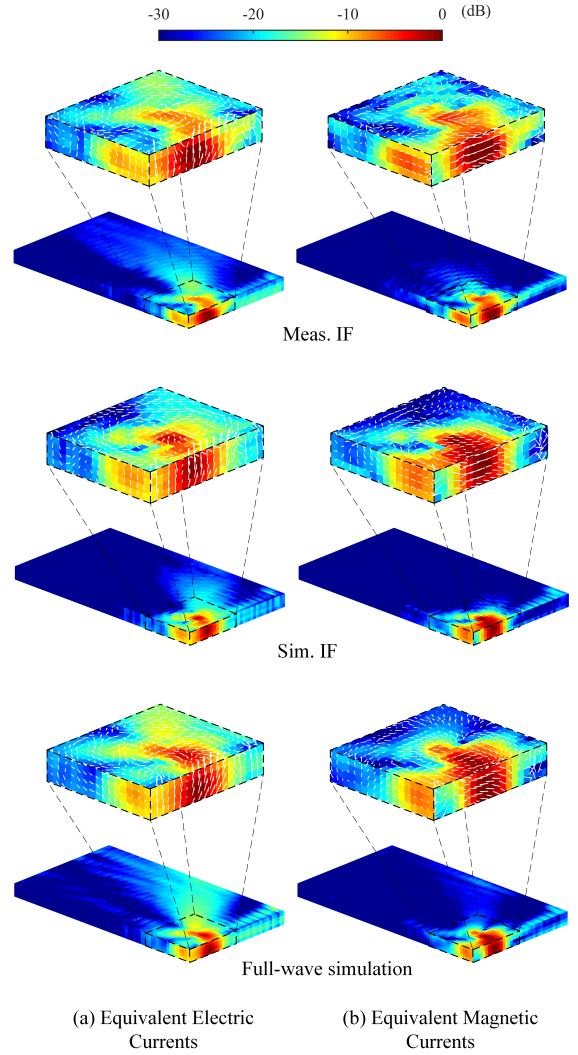 -30 -20 -10 0 (dB)
Meas. IF
Sim. IF
Full-wave simulation
(a) Equivalent Electric Currents
(b) Equivalent Magnetic Currents